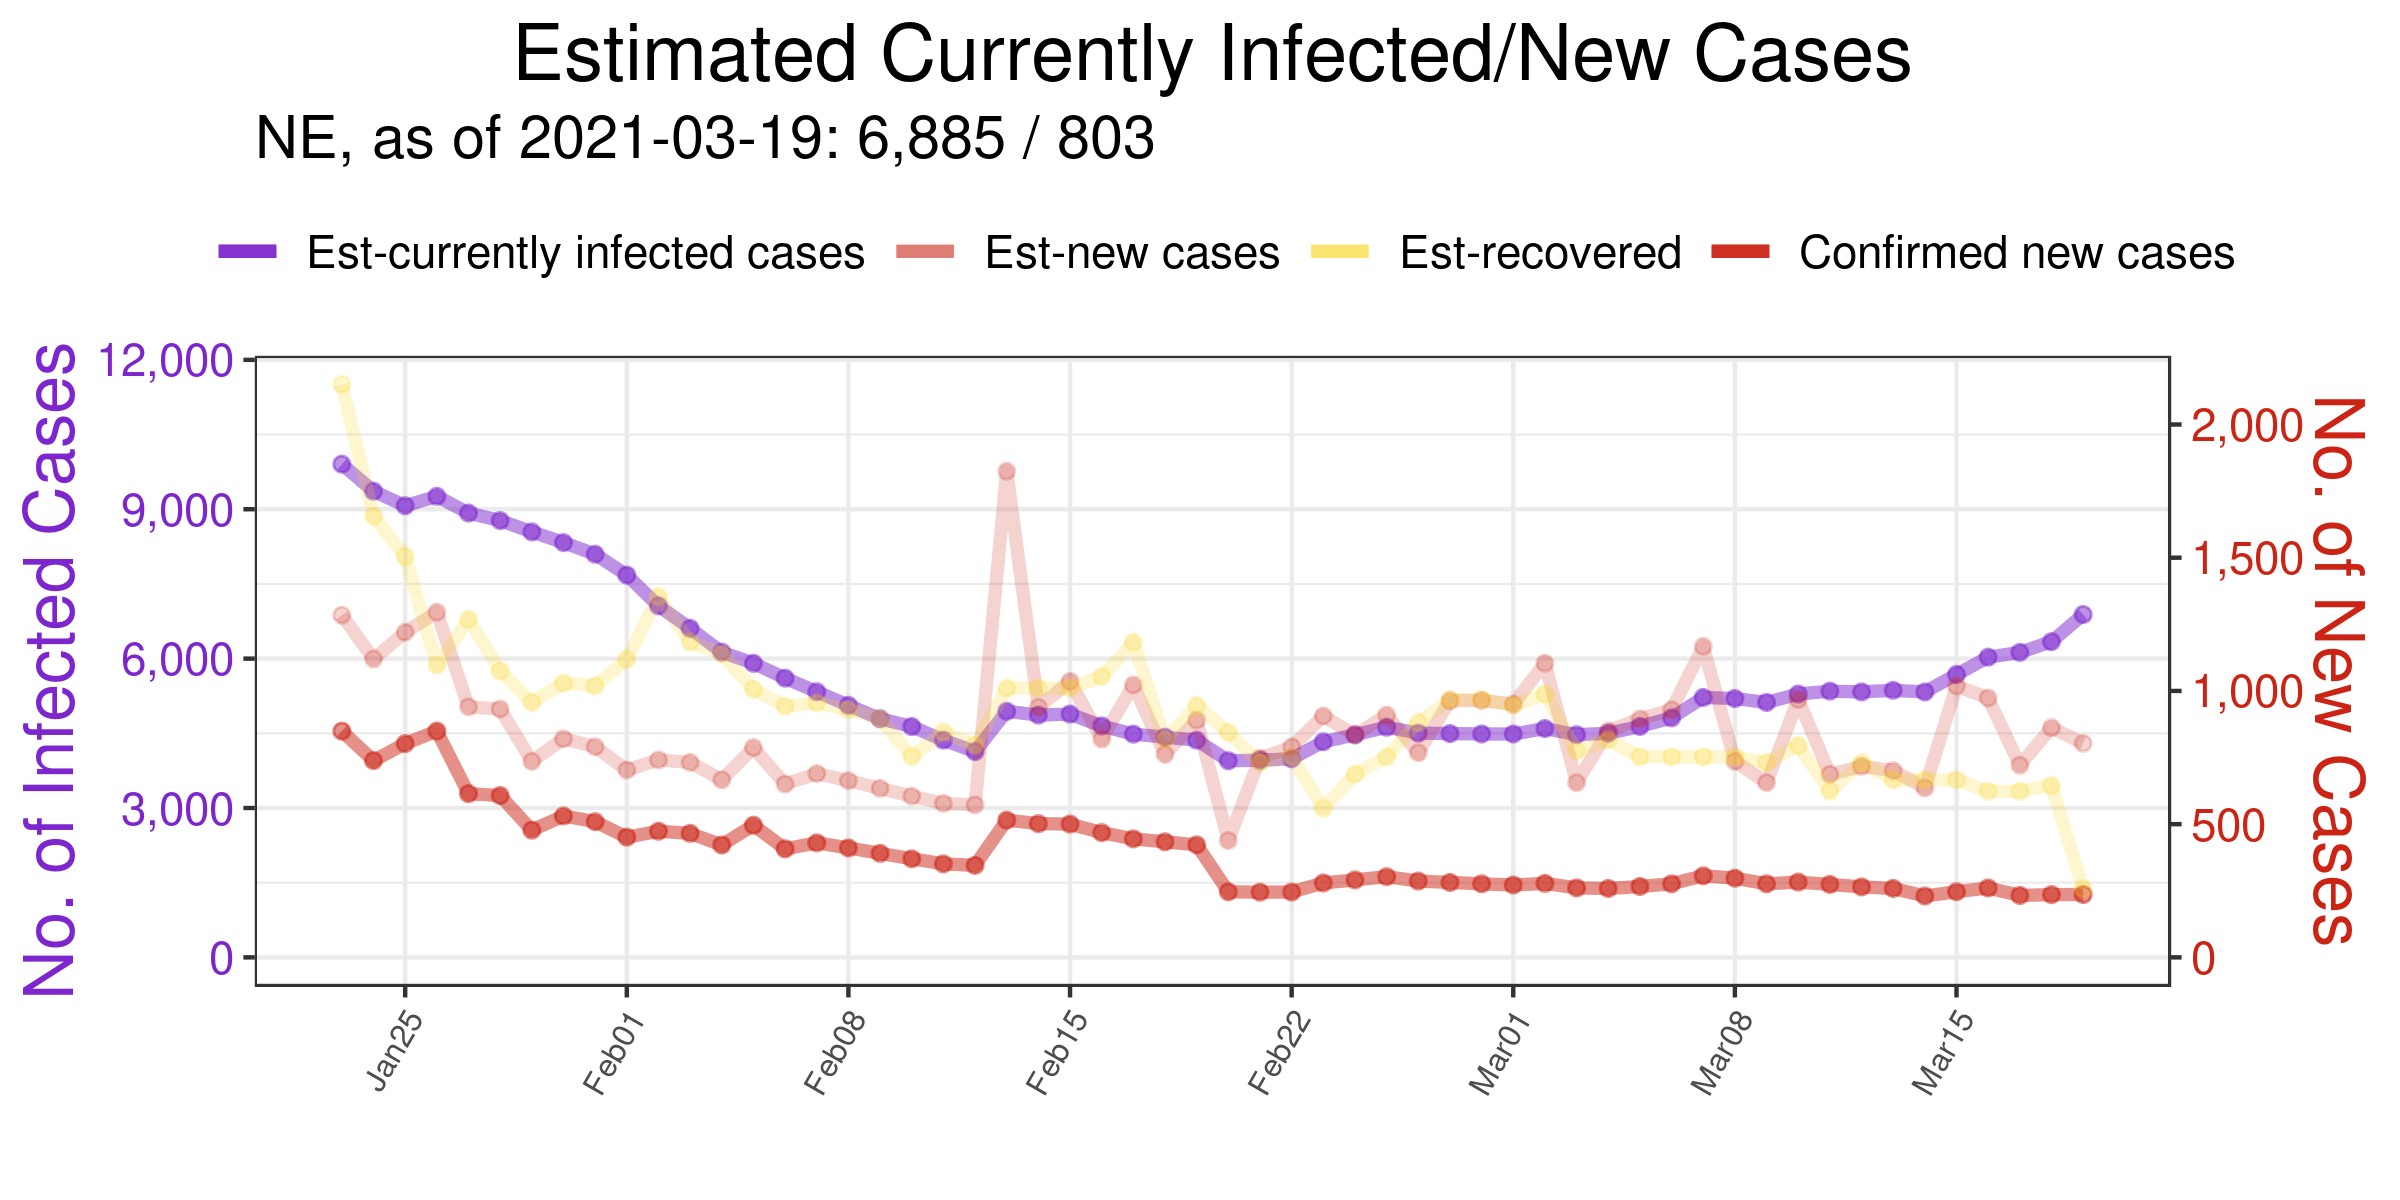 Estimated Currently Infected/New Cases
NE, as of 2021-03-19: 6,885 / 803
Est-currently infected cases Est-new cases Est-recovered Confirmed new cases
No. of Infected Cases
12,000
9,000
6,000
3,000
0
2,000
1,500
1,000
500
0
No. of New Cases
Jan25 Feb01 Feb08 Feb15 Feb22 Mar01 Mar08 Mar15